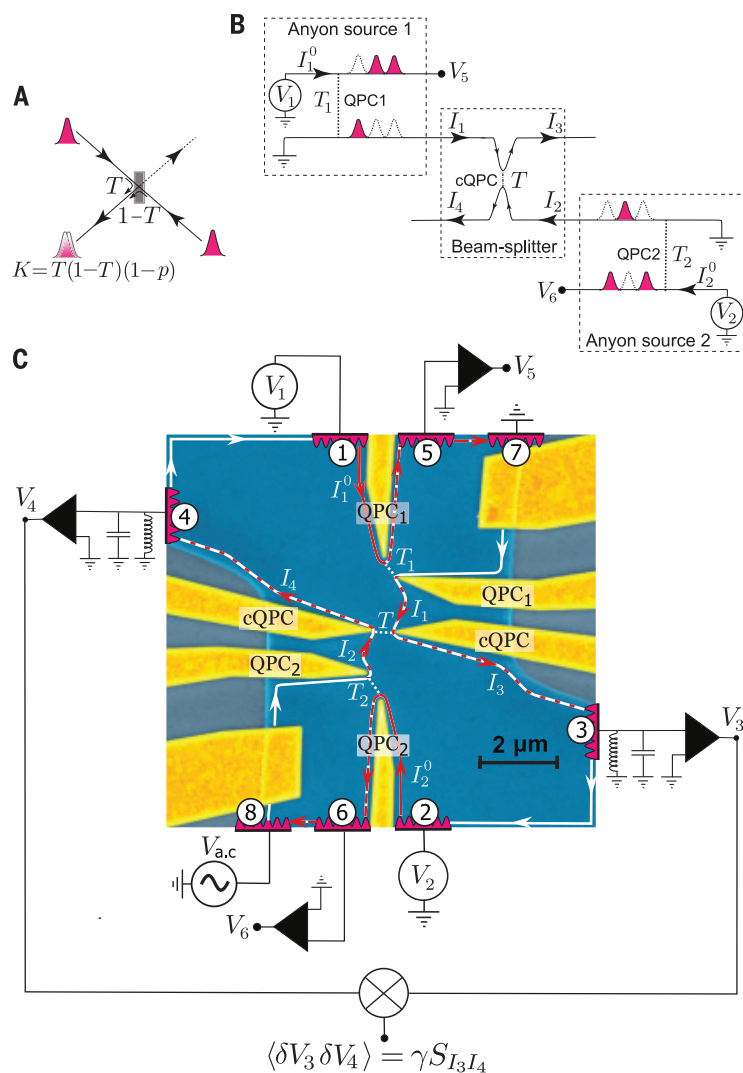 B
Anyon source 1
I₁⁰
V₅
V₁
T₁
QPC1
I₁
I₃
A
T
1−T
K=T(1−T)(1−p)
cQPC T
I₄
I₂
Beam-splitter
QPC2
T₂
V₆
I₂⁰
V₂
Anyon source 2
C
V₁
V₅
1
5
7
V₄
4
I₁⁰
QPC₁
T₁
I₄
I₁
QPC₁
cQPC
T
cQPC
QPC₂
I₂
I₃
T₂
V₃
3
QPC₂
2 μm
I₂⁰
8
6
2
Va.c
V₂
V₆
⟨δV₃ δV₄⟩ = γS_{I₃I₄}